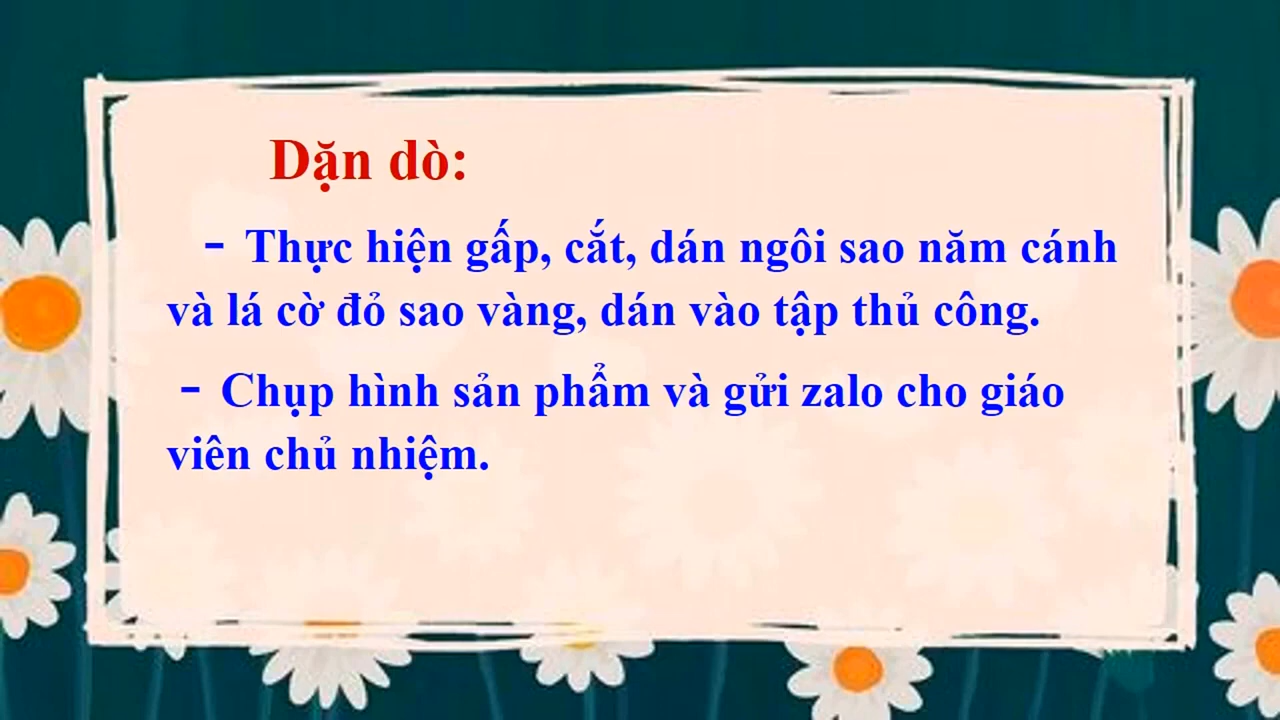 Dặn dò:
- Thực hiện gấp, cắt, dán ngôi sao năm cánh
và lá cờ đỏ sao vàng, dán vào tập thủ công.
- Chụp hình sản phẩm và gửi zalo cho giáo
viên chủ nhiệm.